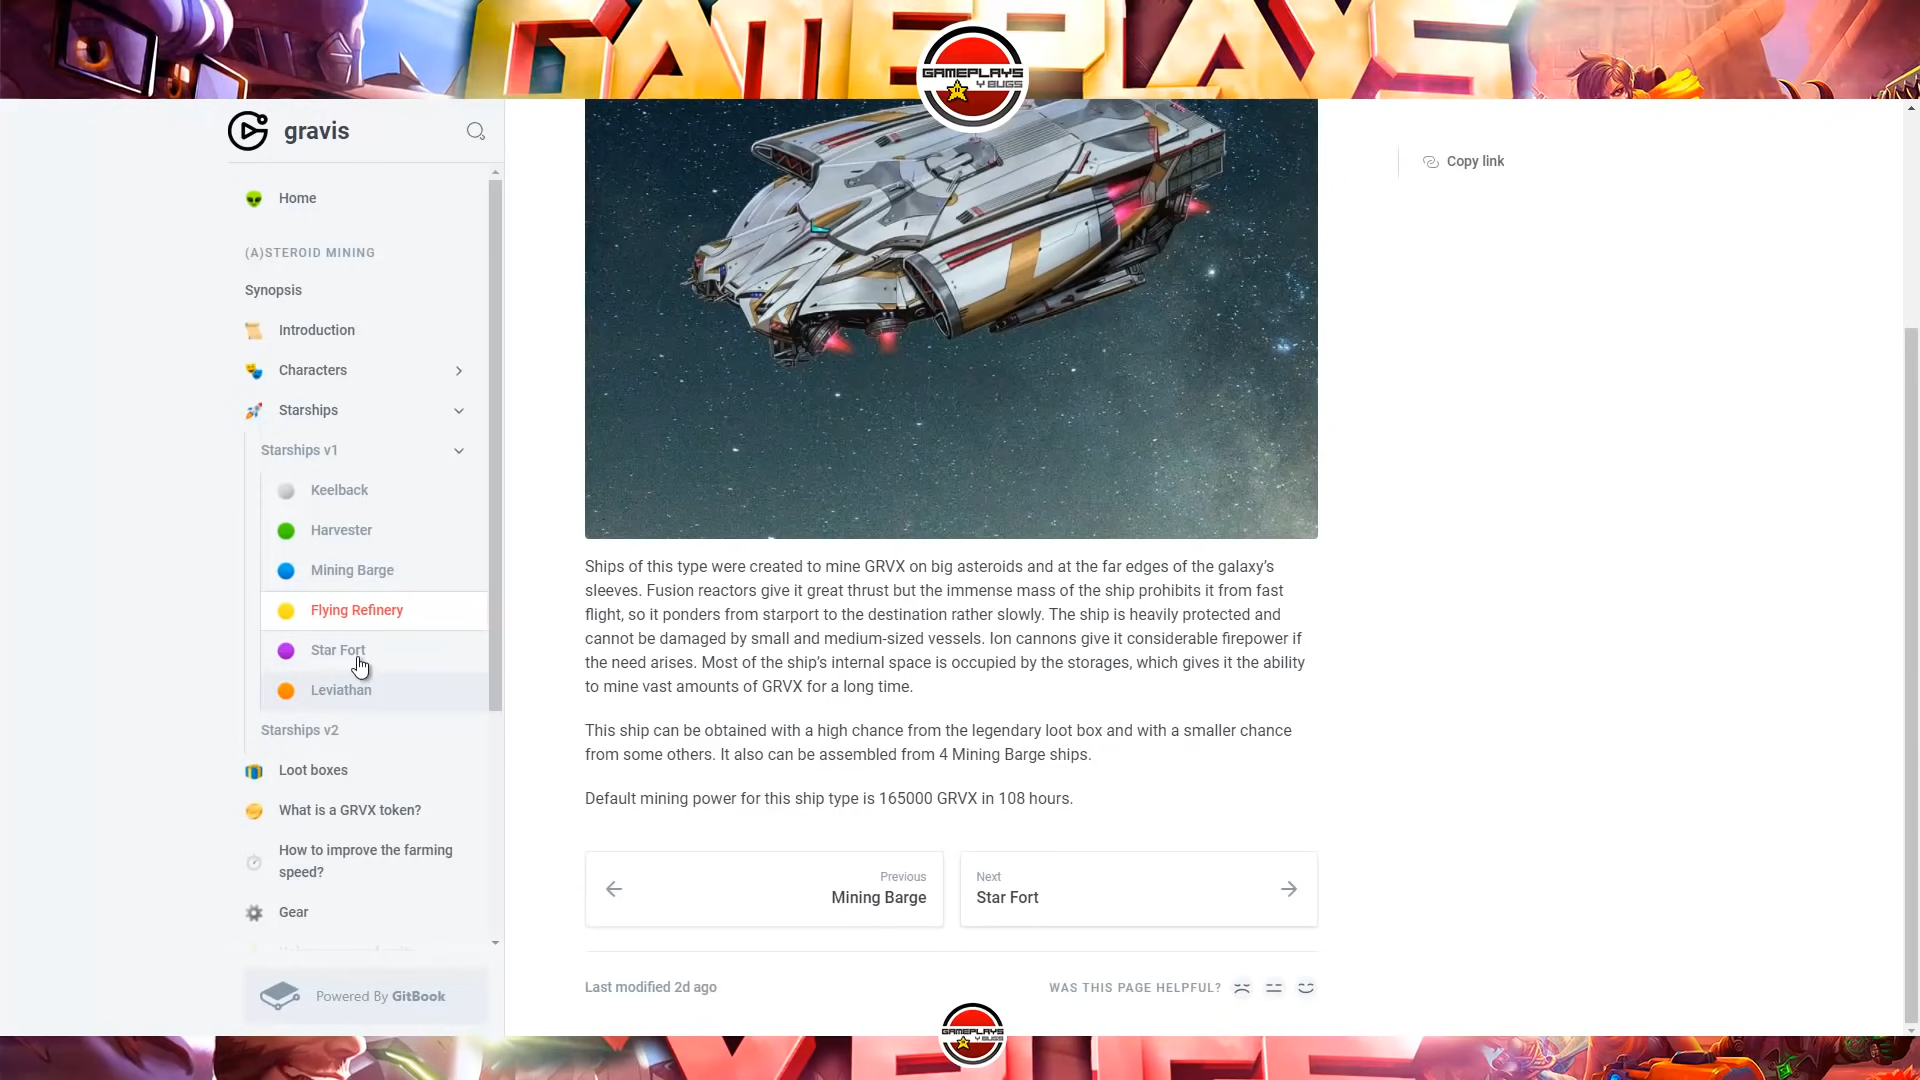 GAMEPLAYS
GAMEPLAYS
Y BUGS
gravis
Home
(A)STEROID MINING
Synopsis
Introduction
Characters
Starships
Starships v1
Keelback
Harvester
Mining Barge
Flying Refinery
Star Fort
Leviathan
Starships v2
Loot boxes
What is a GRVX token?
How to improve the farming
speed?
Gear
Powered By GitBook
Copy link
Ships of this type were created to mine GRVX on big asteroids and at the far edges of the galaxy's
sleeves. Fusion reactors give it great thrust but the immense mass of the ship prohibits it from fast
flight, so it ponders from starport to the destination rather slowly. The ship is heavily protected and
cannot be damaged by small and medium-sized vessels. Ion cannons give it considerable firepower if
the need arises. Most of the ship's internal space is occupied by the storages, which gives it the ability
to mine vast amounts of GRVX for a long time.
This ship can be obtained with a high chance from the legendary loot box and with a smaller chance
from some others. It also can be assembled from 4 Mining Barge ships.
Default mining power for this ship type is 165000 GRVX in 108 hours.
Previous
Mining Barge
Next
Star Fort
Last modified 2d ago
WAS THIS PAGE HELPFUL?
GAMEPLAYS
Y BUGS